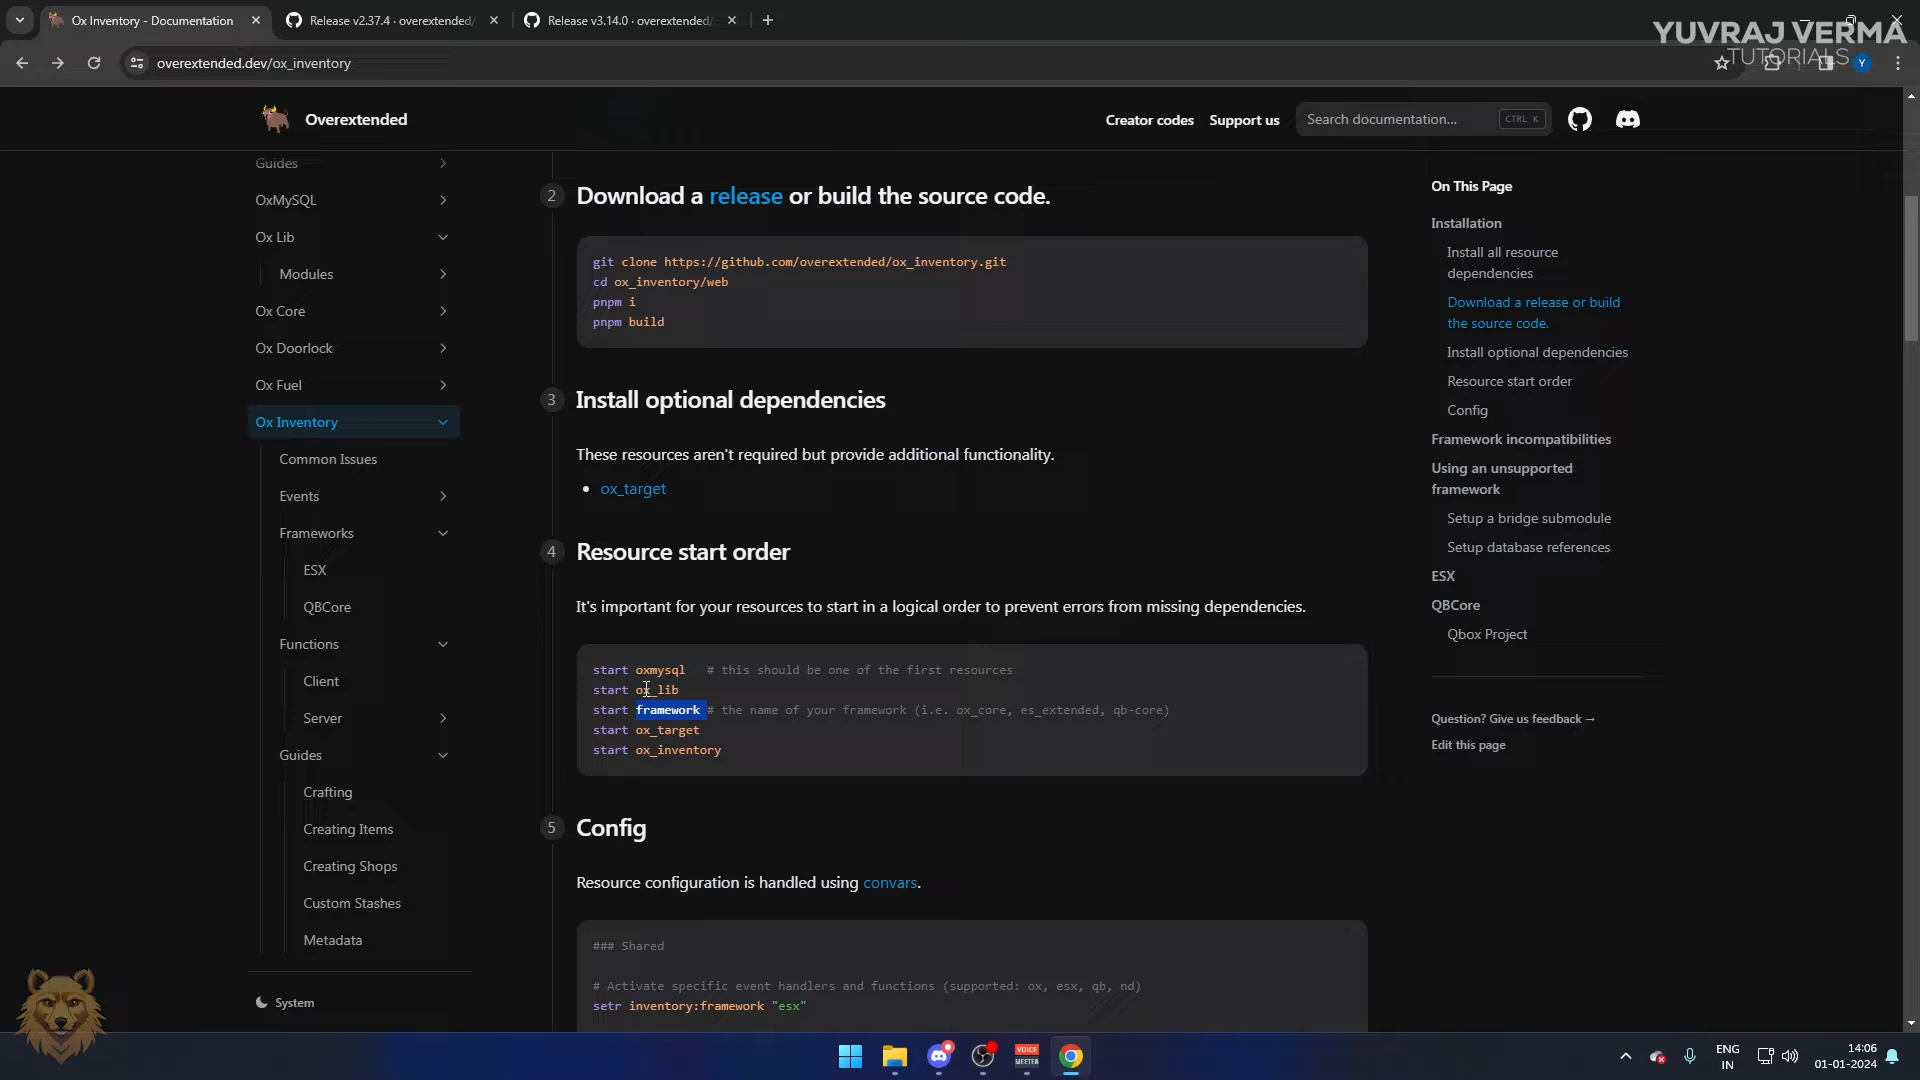 Ox Inventory - Documentation
Release v2.37.4 · overextended/
Release v3.14.0 · overextended/
YUVRAJ VERMA
TUTORIALS
overextended.dev/ox_inventory
Y
Overextended
Creator codes
Support us
Search documentation...
CTRL K
Guides
OxMySQL
Ox Lib
Modules
Ox Core
Ox Doorlock
Ox Fuel
Ox Inventory
Common Issues
Events
Frameworks
ESX
QBCore
Functions
Client
Server
Guides
Crafting
Creating Items
Creating Shops
Custom Stashes
Metadata
System
2
Download a release or build the source code.
git clone https://github.com/overextended/ox_inventory.git
cd ox_inventory/web
pnpm i
pnpm build
3
Install optional dependencies
These resources aren't required but provide additional functionality.
• ox_target
4
Resource start order
It's important for your resources to start in a logical order to prevent errors from missing dependencies.
start oxmysql # this should be one of the first resources
start ox_lib
start framework # the name of your framework (i.e. ox_core, es_extended, qb-core)
start ox_target
start ox_inventory
5
Config
Resource configuration is handled using convars.
### Shared
# Activate specific event handlers and functions (supported: ox, esx, qb, nd)
setr inventory:framework "esx"
On This Page
Installation
Install all resource
dependencies
Download a release or build
the source code.
Install optional dependencies
Resource start order
Config
Framework incompatibilities
Using an unsupported
framework
Setup a bridge submodule
Setup database references
ESX
QBCore
Qbox Project
Question? Give us feedback →
Edit this page
VOICE
MEETER
ENG
IN
14:06
01-01-2024